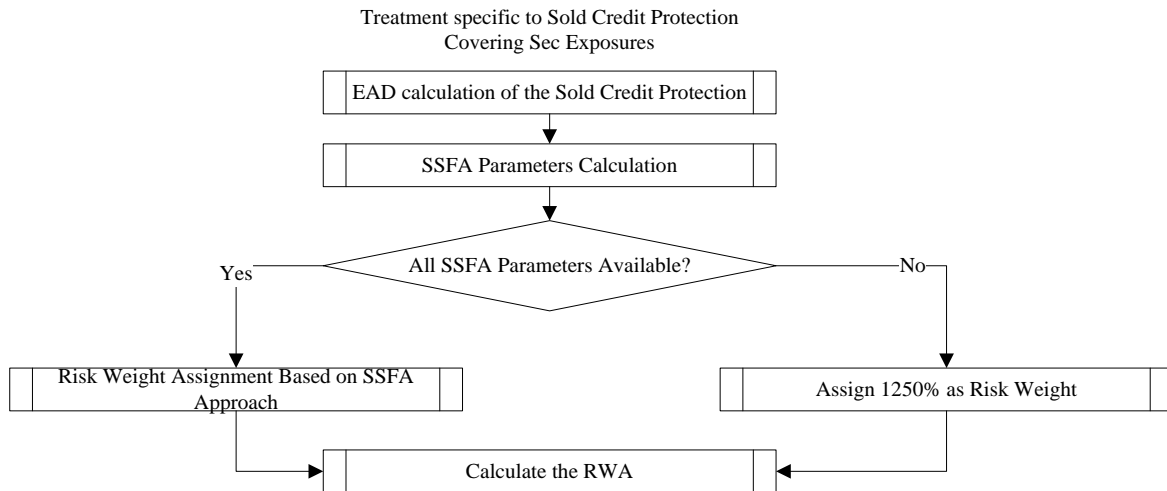 Treatment specific to Sold Credit Protection
Covering Sec Exposures
EAD calculation of the Sold Credit Protection
SSFA Parameters Calculation
All SSFA Parameters Available?
Yes
No
Risk Weight Assignment Based on SSFA
Approach
Assign 1250% as Risk Weight
Calculate the RWA